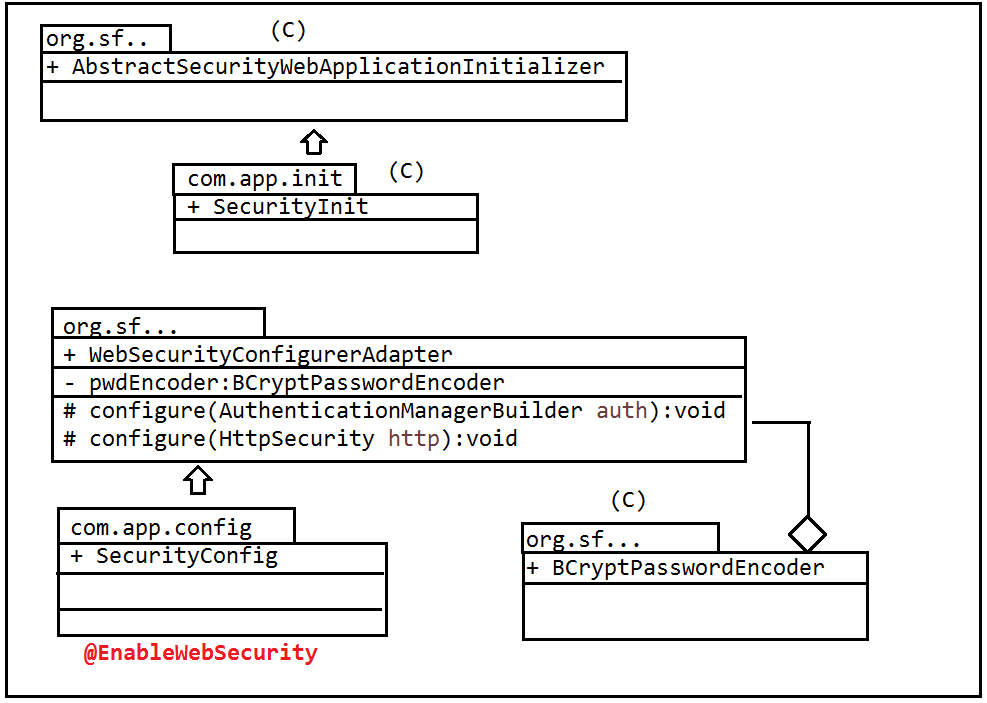 (C)
org.sf..
+ AbstractSecurityWebApplicationInitializer
(C)
com.app.init
+ SecurityInit
org.sf...
+ WebSecurityConfigurerAdapter
- pwdEncoder:BCryptPasswordEncoder
# configure(AuthenticationManagerBuilder auth):void
# configure(HttpSecurity http):void
com.app.config
+ SecurityConfig
@EnableWebSecurity
(C)
org.sf...
+ BCryptPasswordEncoder